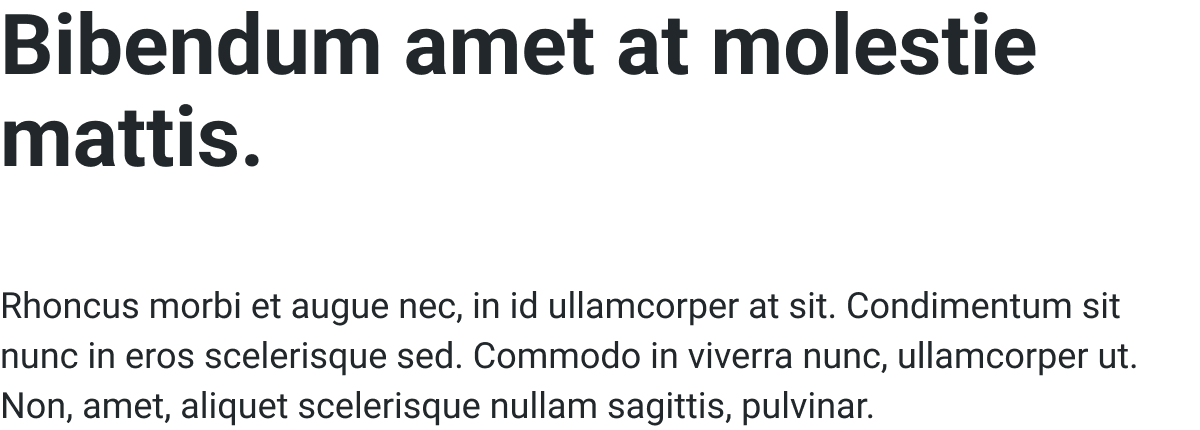 Bibendum amet at molestie
mattis.
Rhoncus morbi et augue nec, in id ullamcorper at sit. Condimentum sit
nunc in eros scelerisque sed. Commodo in viverra nunc, ullamcorper ut.
Non, amet, aliquet scelerisque nullam sagittis, pulvinar.